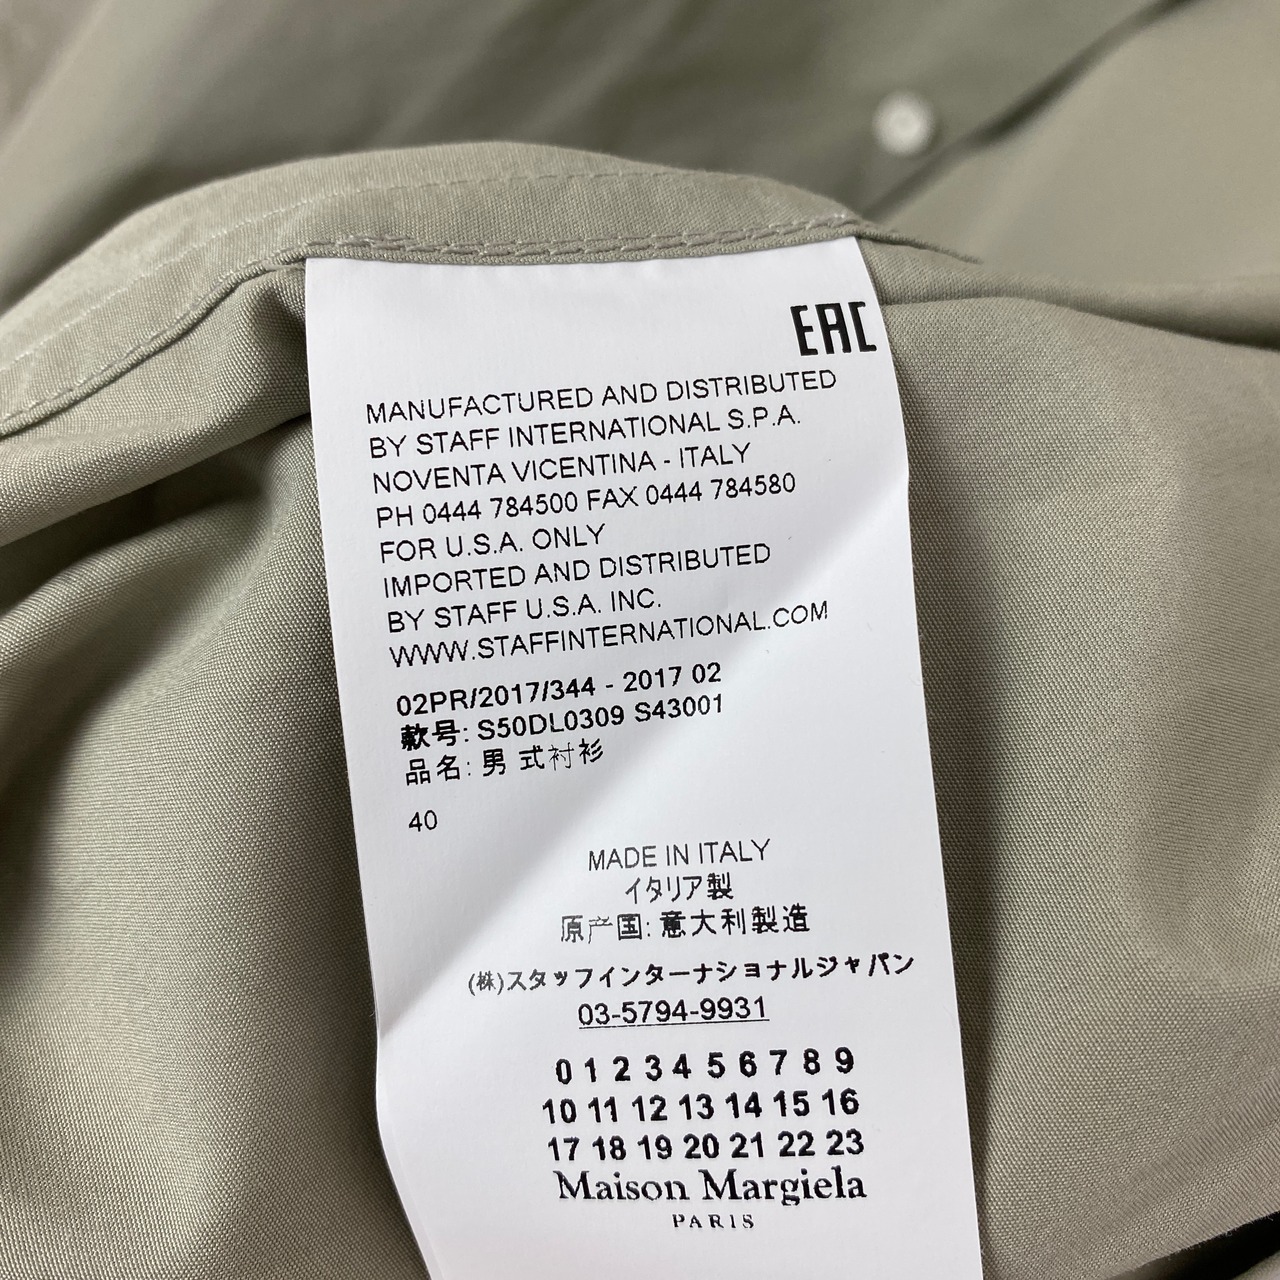 EAC
MANUFACTURED AND DISTRIBUTED
BY STAFF INTERNATIONAL S.P.A.
NOVENTA VICENTINA - ITALY
PH 0444 784500 FAX 0444 784580
FOR U.S.A. ONLY
IMPORTED AND DISTRIBUTED
BY STAFF U.S.A. INC.
WWW.STAFFINTERNATIONAL.COM
02PR/2017/344 - 2017 02
款号: S50DL0309 S43001
品名: 男 式衬衫
40
MADE IN ITALY
イタリア製
原产国: 意大利製造
(株)スタッフインターナショナルジャパン
03-5794-9931
0 1 2 3 4 5 6 7 8 9
10 11 12 13 14 15 16
17 18 19 20 21 22 23
Maison Margiela
PARIS